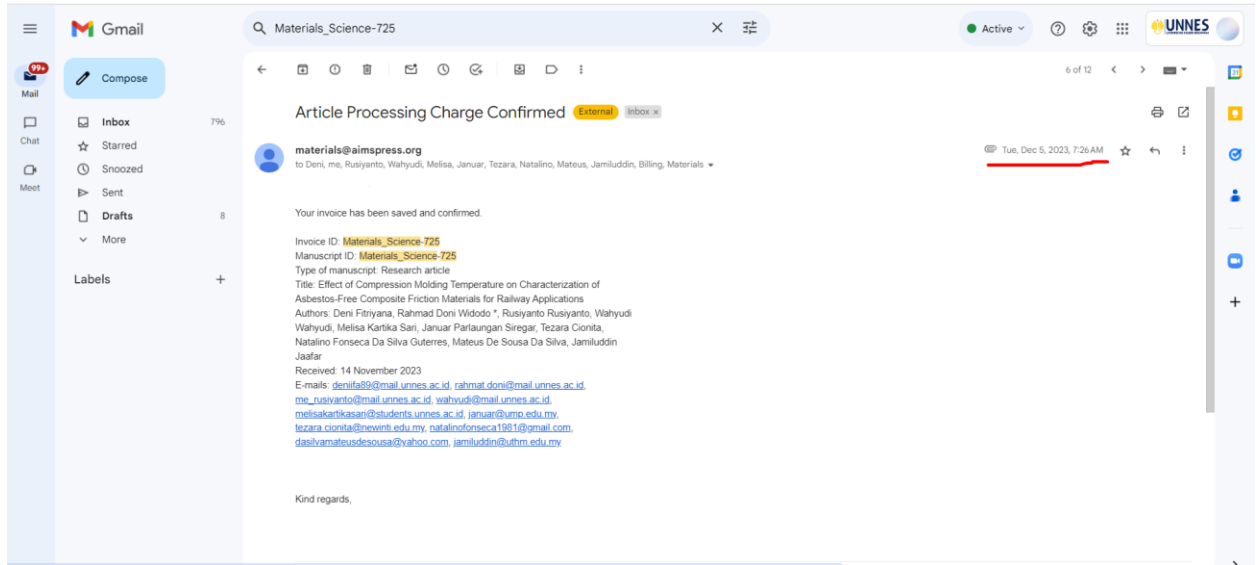 Gmail
Materials_Science-725
Active
UNNES
99+
Mail
Chat
Meet
Compose
Inbox 796
Starred
Snoozed
Sent
Drafts 8
More
Labels
6 of 12
Article Processing Charge Confirmed External Inbox ×
materials@aimspress.org
Tue, Dec 5, 2023, 7:26 AM
to Deni, me, Rusiyanto, Wahyudi, Melisa, Januar, Tezara, Natalino, Mateus, Jamiluddin, Billing, Materials
Your invoice has been saved and confirmed.
Invoice ID: Materials_Science-725
Manuscript ID: Materials_Science-725
Type of manuscript: Research article
Title: Effect of Compression Molding Temperature on Characterization of
Asbestos-Free Composite Friction Materials for Railway Applications
Authors: Deni Fitriyana, Rahmad Doni Widodo *, Rusiyanto Rusiyanto, Wahyudi
Wahyudi, Melisa Kartika Sari, Januar Parlaungan Siregar, Tezara Cionita,
Natalino Fonseca Da Silva Guterres, Mateus De Sousa Da Silva, Jamiluddin
Jaafar
Received: 14 November 2023
E-mails: deniifa89@mail.unnes.ac.id, rahmat.doni@mail.unnes.ac.id,
me_rusiyanto@mail.unnes.ac.id, wahyudi@mail.unnes.ac.id,
melisakartikasari@students.unnes.ac.id, januar@ump.edu.my,
tezara.cionita@newinti.edu.my, natalinofonseca1981@gmail.com,
dasilvamateusdesousa@yahoo.com, jamiluddin@uthm.edu.my
Kind regards,